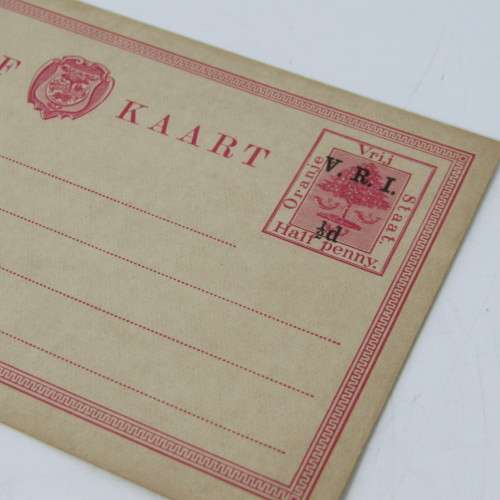 F KAART
Vrij
Oranje
Staat.
V. R. I.
½d
Half penny.